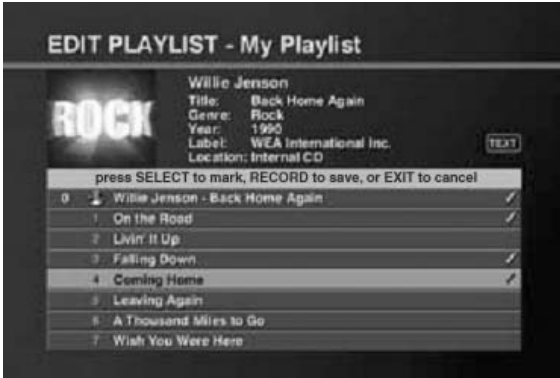 EDIT PLAYLIST - My Playlist
ROCK
Willie Jenson
Title: Back Home Again
Genre: Rock
Year: 1990
Label: WEA International Inc.
Location: Internal CD
TEXT
press SELECT to mark, RECORD to save, or EXIT to cancel
0 Willie Jenson - Back Home Again
1 On the Road
2 Livin' It Up
3 Falling Down
4 Coming Home
5 Leaving Again
6 A Thousand Miles to Go
7 Wish You Were Here